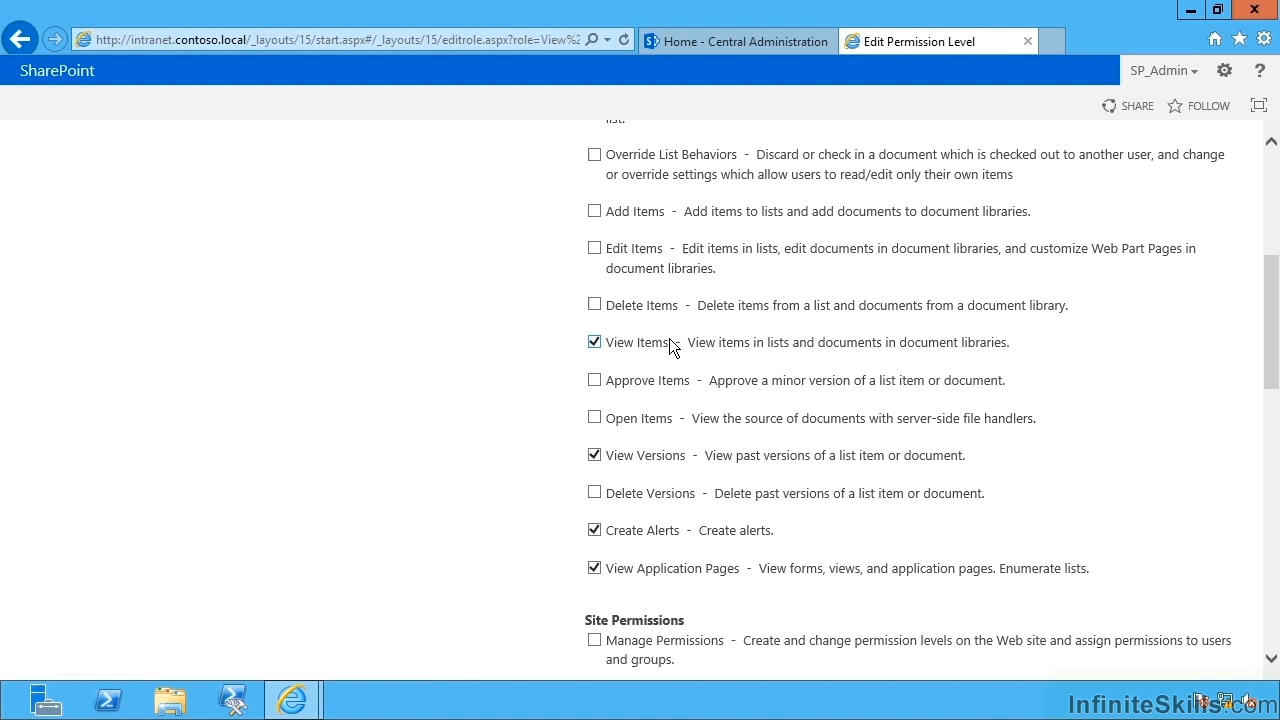 http://intranet.contoso.local/_layouts/15/start.aspx#/_layouts/15/editrole.aspx?role=View%2
Home - Central Administration
Edit Permission Level
SharePoint
SP_Admin
?
SHARE
FOLLOW
list.
Override List Behaviors - Discard or check in a document which is checked out to another user, and change
or override settings which allow users to read/edit only their own items
Add Items - Add items to lists and add documents to document libraries.
Edit Items - Edit items in lists, edit documents in document libraries, and customize Web Part Pages in
document libraries.
Delete Items - Delete items from a list and documents from a document library.
View Items - View items in lists and documents in document libraries.
Approve Items - Approve a minor version of a list item or document.
Open Items - View the source of documents with server-side file handlers.
View Versions - View past versions of a list item or document.
Delete Versions - Delete past versions of a list item or document.
Create Alerts - Create alerts.
View Application Pages - View forms, views, and application pages. Enumerate lists.
Site Permissions
Manage Permissions - Create and change permission levels on the Web site and assign permissions to users
and groups.
InfiniteSkills.com